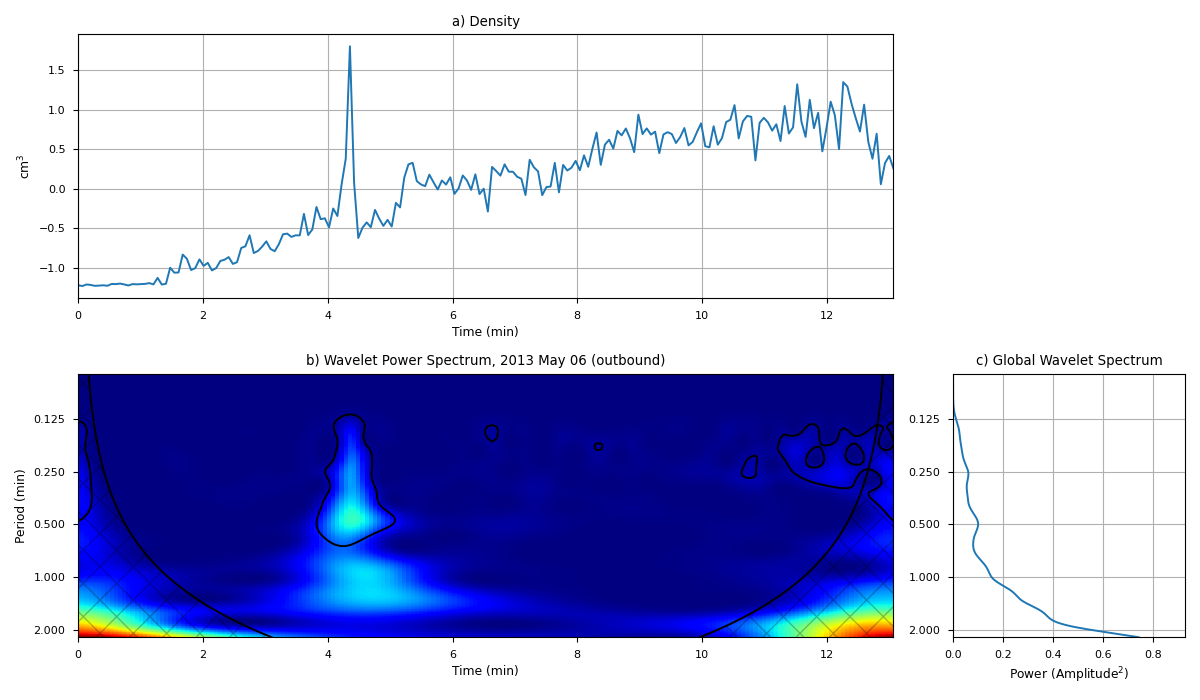 a) Density
cm³
1.5
1.0
0.5
0.0
−0.5
−1.0
0 2 4 6 8 10 12
Time (min)
b) Wavelet Power Spectrum, 2013 May 06 (outbound)
Period (min)
0.125
0.250
0.500
1.000
2.000
0 2 4 6 8 10 12
Time (min)
c) Global Wavelet Spectrum
0.125
0.250
0.500
1.000
2.000
0.0 0.2 0.4 0.6 0.8
Power (Amplitude²)